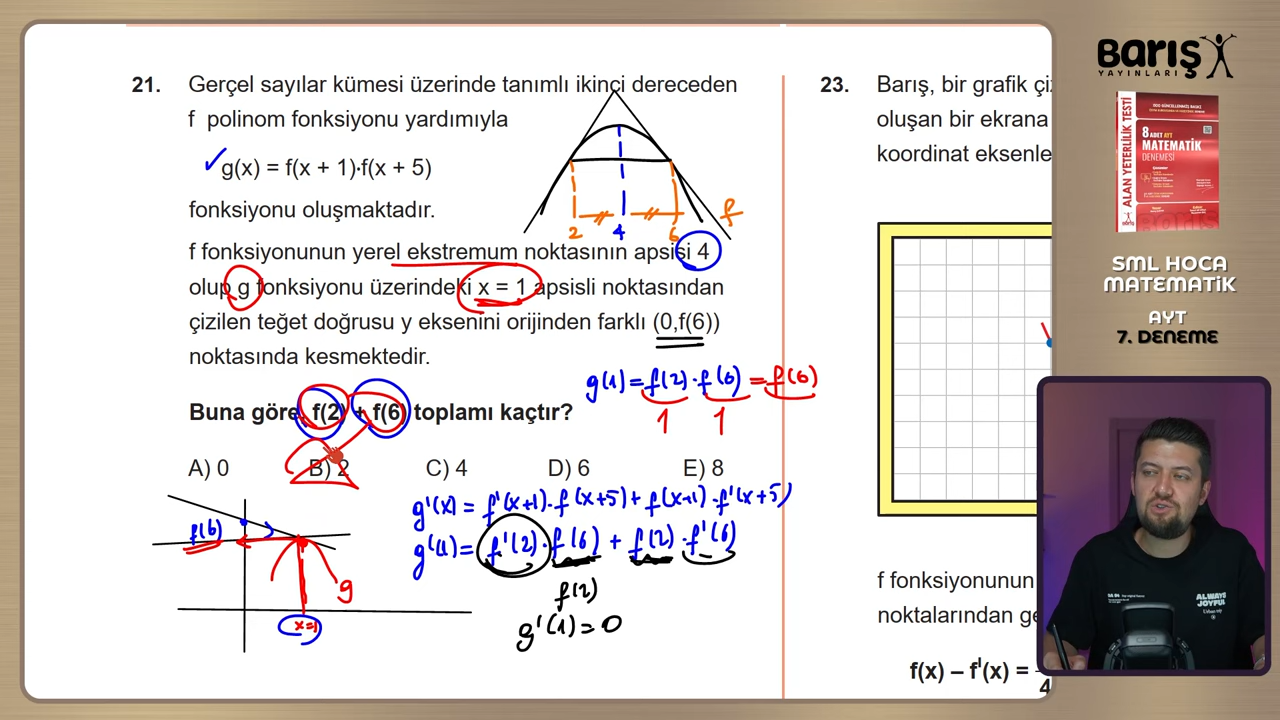 21. Gerçel sayılar kümesi üzerinde tanımlı ikinci dereceden
f polinom fonksiyonu yardımıyla
g(x) = f(x + 1)·f(x + 5)
fonksiyonu oluşmaktadır.
2 4 6 f
f fonksiyonunun yerel ekstremum noktasının apsisi 4
olup g fonksiyonu üzerindeki x = 1 apsisli noktasından
çizilen teğet doğrusu y eksenini orijinden farklı (0,f(6))
noktasında kesmektedir.
g(1) = f(2) · f(6) = f(6)
1 1
Buna göre, f(2) + f(6) toplamı kaçtır?
A) 0 B) 2 C) 4 D) 6 E) 8
g'(x) = f'(x+1) · f(x+5) + f(x+1) · f'(x+5)
g'(1) = f'(2) · f(6) + f(2) · f'(6)
f(2)
g'(1) = 0
f(6)
g
x=1
23. Barış, bir grafik çi
oluşan bir ekrana
koordinat eksenle
f fonksiyonunun
noktalarından ge
f(x) – f'(x) =
4
BARIŞ
YAYINLARI
ALAN YETERLİLİK TESTİ
8 ADET AYT
MATEMATİK
DENEMESİ
SML HOCA
MATEMATİK
AYT
7. DENEME
ALWAYS
JOYFUL